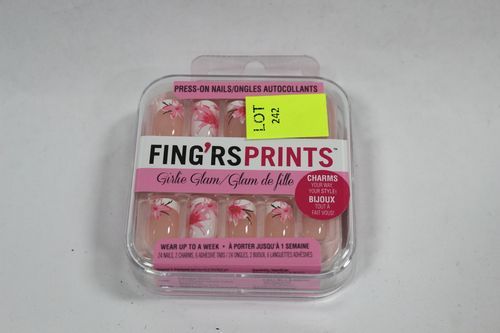 PRESS-ON NAILS/ONGLES AUTOCOLLANTS
LOT
242
FING'RSPRINTS™
Girlie Glam/Glam de fille
CHARMS
YOUR WAY,
YOUR STYLE!
BIJOUX
TOUT À
FAIT VOUS!
WEAR UP TO A WEEK • À PORTER JUSQU'À 1 SEMAINE
24 NAILS, 2 CHARMS, 6 ADHESIVE TABS / 24 ONGLES, 2 BIJOUX, 6 LANGUETTES ADHÉSIVES